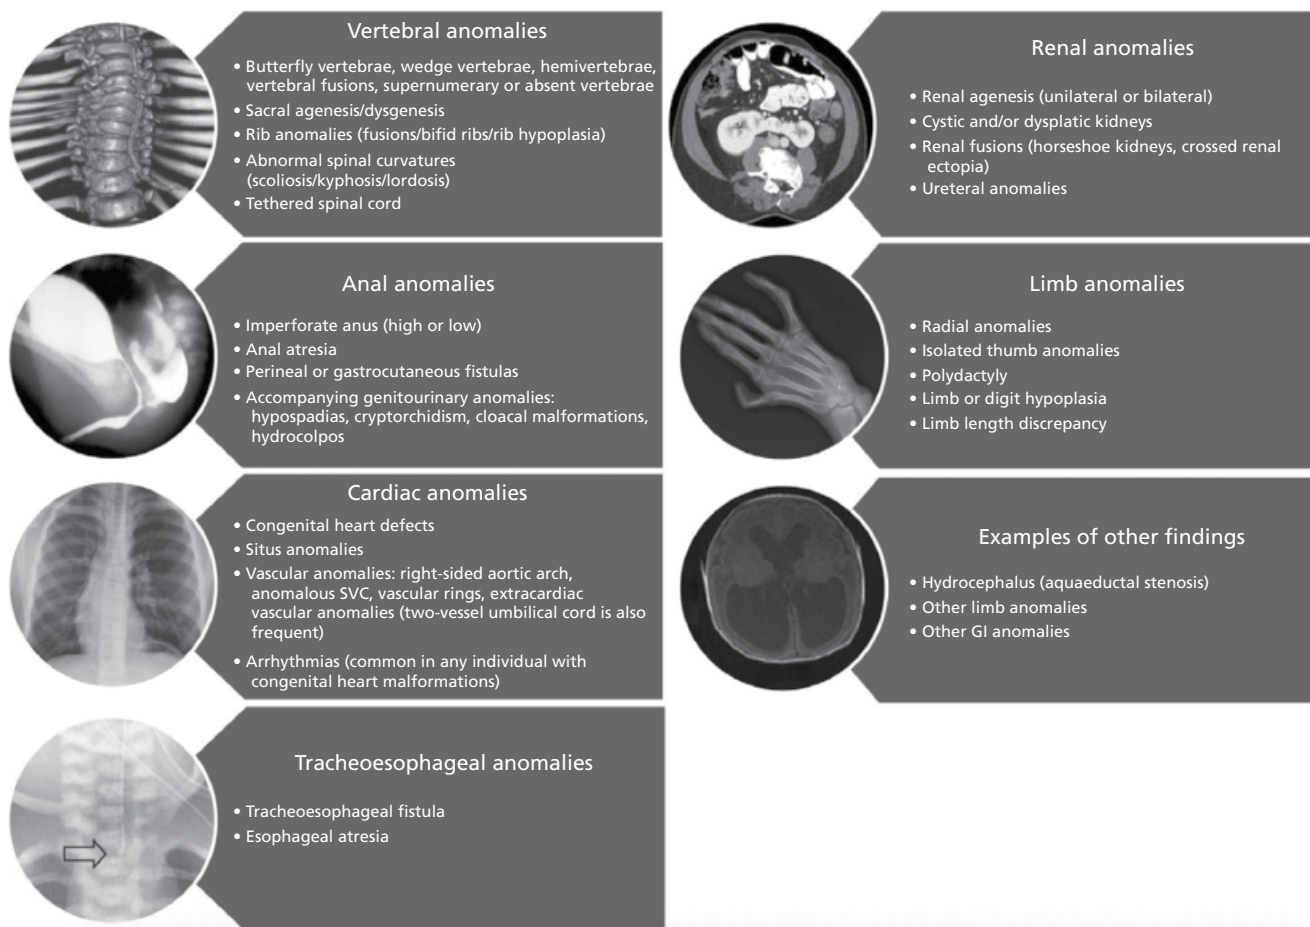 Vertebral anomalies
• Butterfly vertebrae, wedge vertebrae, hemivertebrae,
vertebral fusions, supernumerary or absent vertebrae
• Sacral agenesis/dysgenesis
• Rib anomalies (fusions/bifid ribs/rib hypoplasia)
• Abnormal spinal curvatures
(scoliosis/kyphosis/lordosis)
• Tethered spinal cord
Anal anomalies
• Imperforate anus (high or low)
• Anal atresia
• Perineal or gastrocutaneous fistulas
• Accompanying genitourinary anomalies:
hypospadias, cryptorchidism, cloacal malformations,
hydrocolpos
Cardiac anomalies
• Congenital heart defects
• Situs anomalies
• Vascular anomalies: right-sided aortic arch,
anomalous SVC, vascular rings, extracardiac
vascular anomalies (two-vessel umbilical cord is also
frequent)
• Arrhythmias (common in any individual with
congenital heart malformations)
Tracheoesophageal anomalies
• Tracheoesophageal fistula
• Esophageal atresia
Renal anomalies
• Renal agenesis (unilateral or bilateral)
• Cystic and/or dysplatic kidneys
• Renal fusions (horseshoe kidneys, crossed renal
ectopia)
• Ureteral anomalies
Limb anomalies
• Radial anomalies
• Isolated thumb anomalies
• Polydactyly
• Limb or digit hypoplasia
• Limb length discrepancy
Examples of other findings
• Hydrocephalus (aquaeductal stenosis)
• Other limb anomalies
• Other GI anomalies